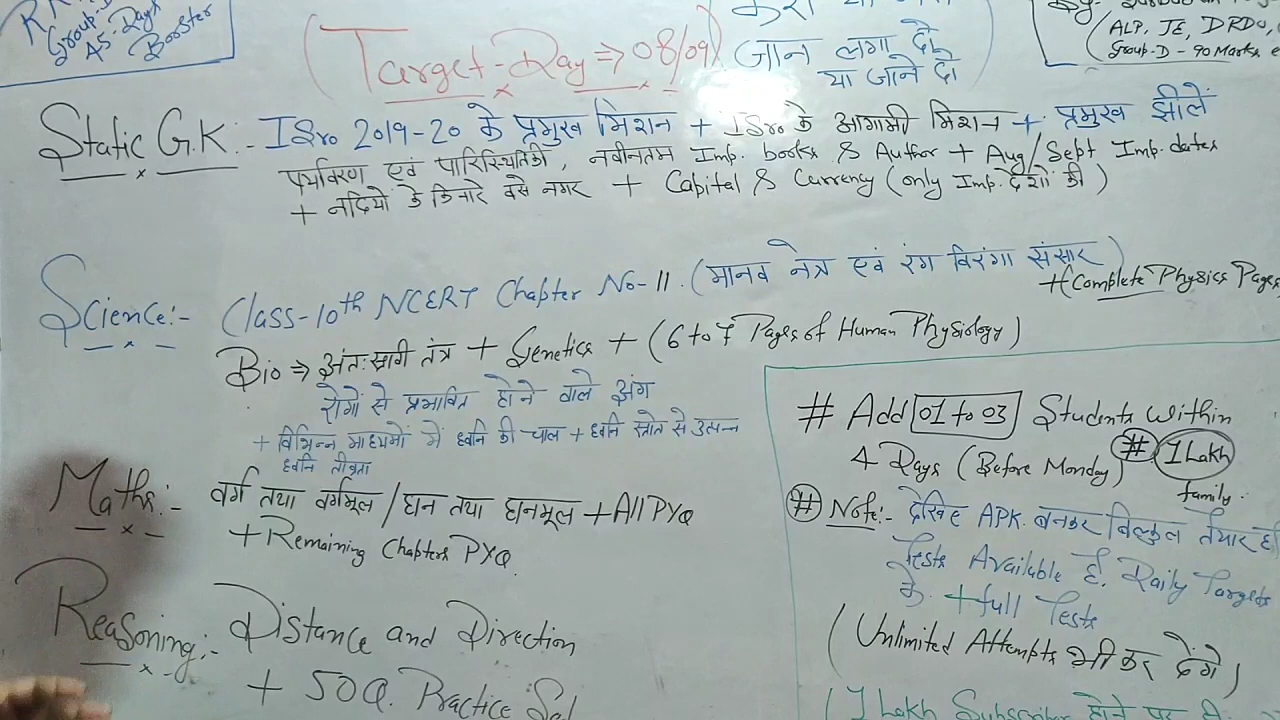 Group-D
45-Days
Booster
(Target-Day ⇒ 08/09)
जान लगा दो
या जाने दो
By:-
(ALP, JE, DRDO,
Group-D - 90 Marks
Static G.K:- ISro 2019-20 के प्रमुख मिशन + ISro के आगामी मिशन + प्रमुख झीलें
पर्यावरण एवं पारिस्थितिकी, नवीनतम Imp. books & Author + Aug/Sept Imp. dates
+ नदियो के किनारे बसे नगर + Capital & Currency (only Imp. देशों की)
Science:- Class-10th NCERT Chapter No-11. (मानव नेत्र एवं रंग विरंगा संसार)
+(Complete Physics Pages
Bio ⇒ अंतःस्रावी तंत्र + Genetics + (6 to 7 Pages of Human Physiology)
रोगों से प्रभावित होने वाले अंग
+ विभिन्न माध्यमों में ध्वनि की चाल + ध्वनि स्रोत से उत्पन्न
ध्वनि तीव्रता
Maths:- वर्ग तथा वर्गमूल/घन तथा घनमूल + All PYQ
+ Remaining Chapters PYQ.
Reasoning:- Distance and Direction
+ 50Q. Practice Set
# Add 01 to 03 Students within
4 Days (Before Monday) # 1 Lakh
family.
# Note:- देखिए APK. बनकर बिल्कुल तैयार है
Tests Available है. Daily Targets
के. + full Tests
(Unlimited Attempts भी कर देंगे)
(1 Lakh Subscriber होने पर